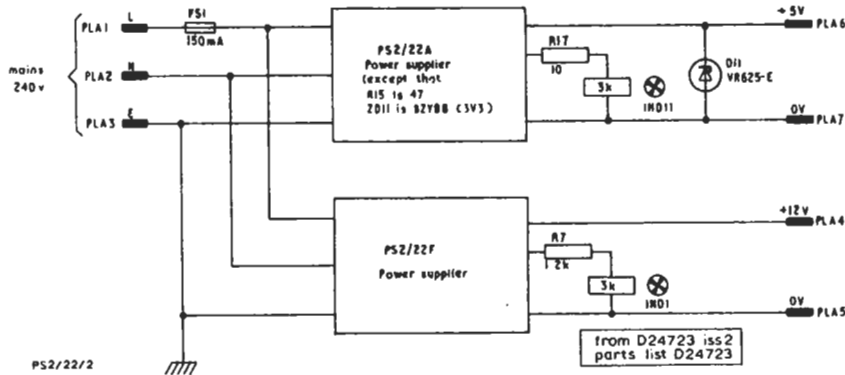 mains
240v
PLA1
L
FS1
150mA
PLA2
N
PLA3
E
PS2/22A
Power supplier
(except that
R15 is 47
ZD11 is BZY88 (3V3)
R17
10
3k
IND11
D11
VR625-E
+5V
PLA6
0V
PLA7
PS2/22F
Power supplier
R7
1·2k
3k
IND1
+12V
PLA4
0V
PLA5
from D24723 iss2
parts list D24723
PS2/22/2